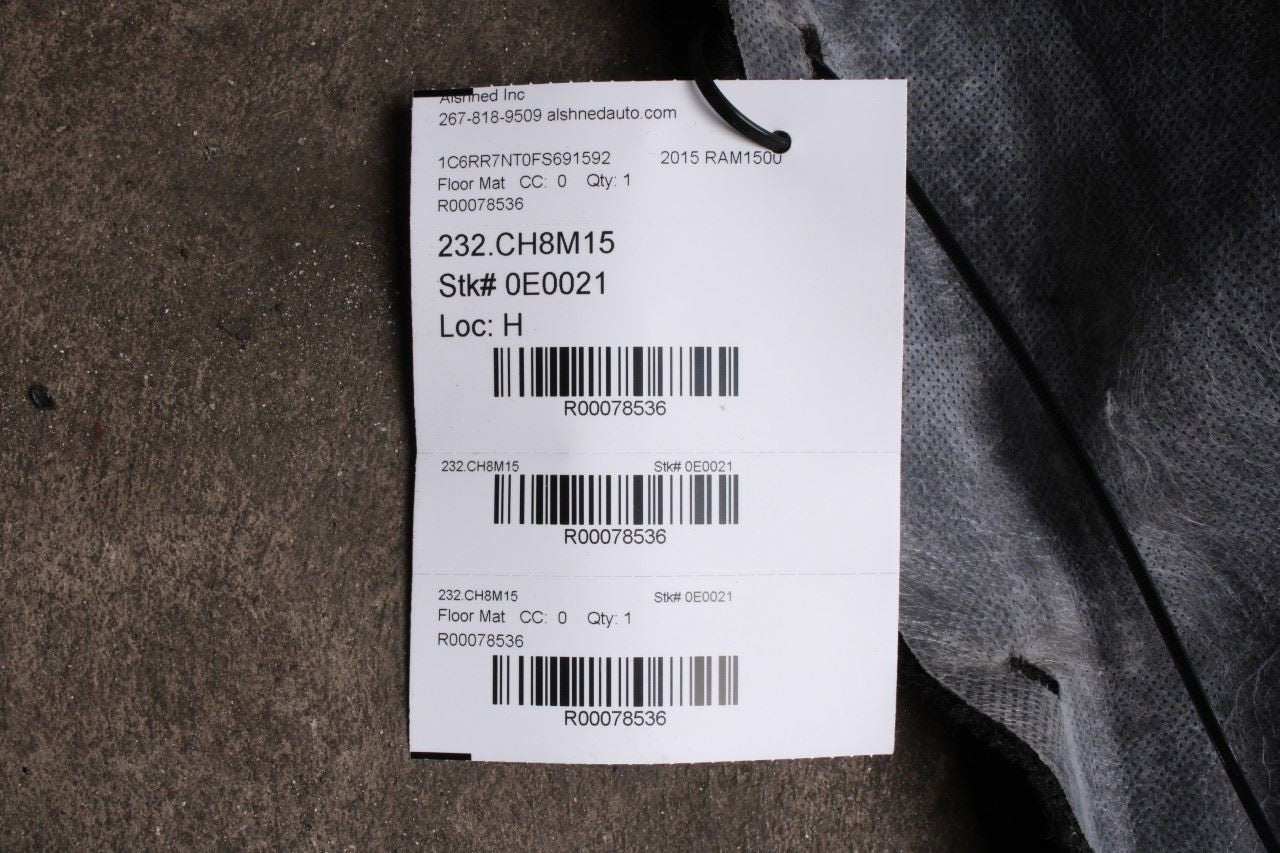 Alshned Inc
267-818-9509 alshnedauto.com
1C6RR7NT0FS691592 2015 RAM1500
Floor Mat CC: 0 Qty: 1
R00078536
232.CH8M15
Stk# 0E0021
Loc: H
R00078536
232.CH8M15 Stk# 0E0021
R00078536
232.CH8M15 Stk# 0E0021
Floor Mat CC: 0 Qty: 1
R00078536
R00078536